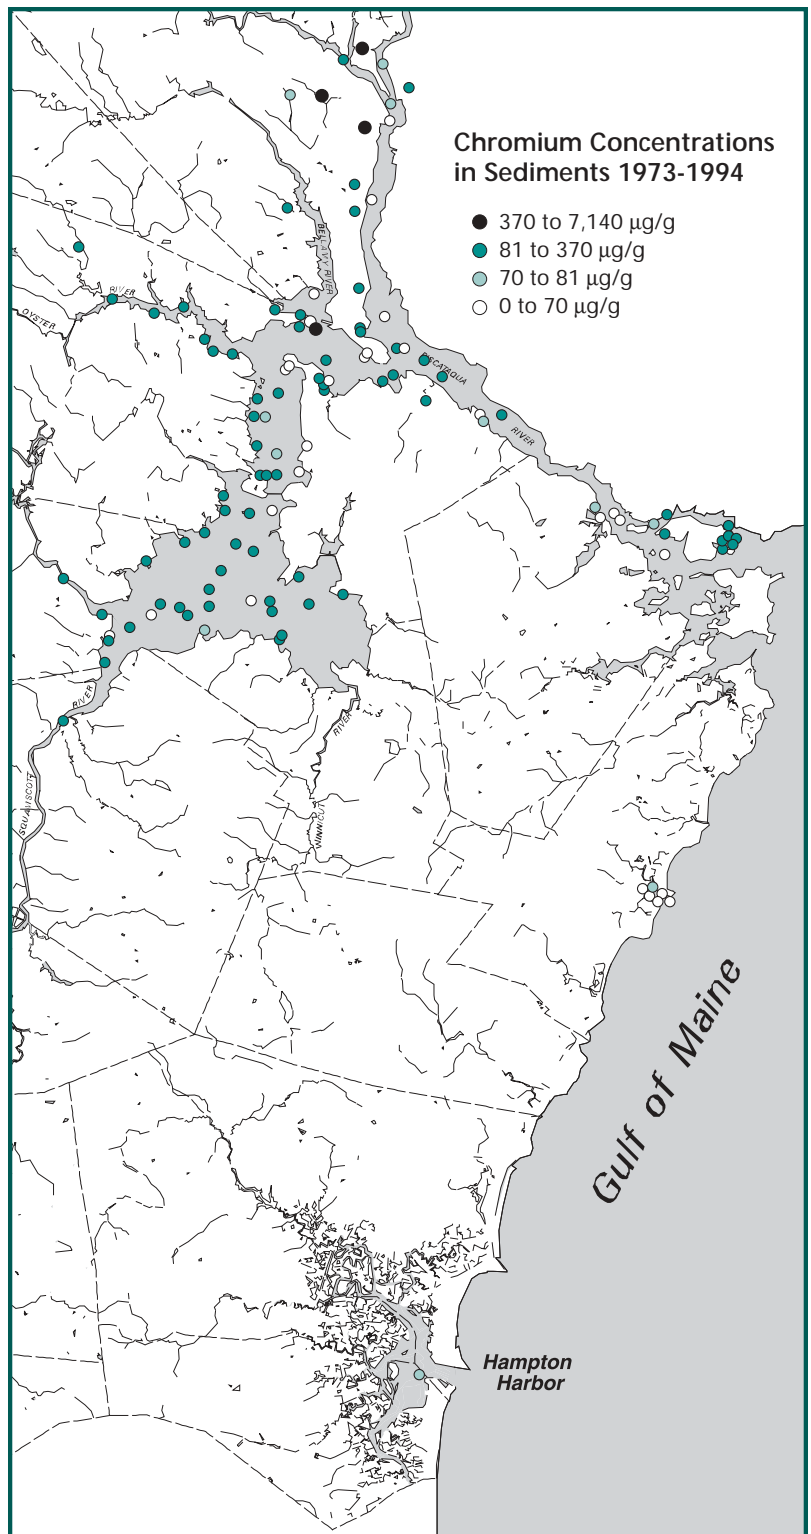 Chromium Concentrations
in Sediments 1973-1994
370 to 7,140 µg/g
81 to 370 µg/g
70 to 81 µg/g
0 to 70 µg/g
BELLAVY RIVER
RIVER
OYSTER
PISCATAQUA
RIVER
RIVER
SQUAMSCOTT
RIVER
WINNICUT
Gulf of Maine
Hampton
Harbor